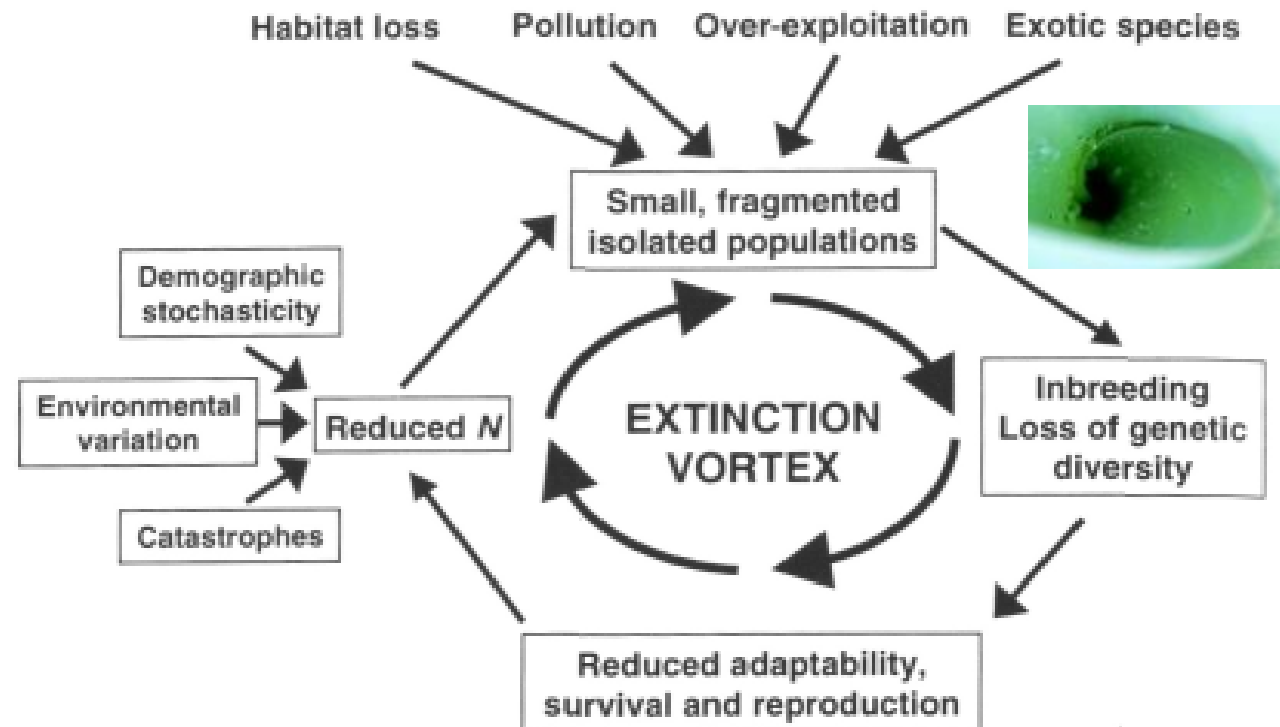 Habitat loss Pollution Over-exploitation Exotic species
Small, fragmented
isolated populations
Demographic
stochasticity
Environmental
variation
Catastrophes
Reduced N
EXTINCTION
VORTEX
Inbreeding
Loss of genetic
diversity
Reduced adaptability,
survival and reproduction